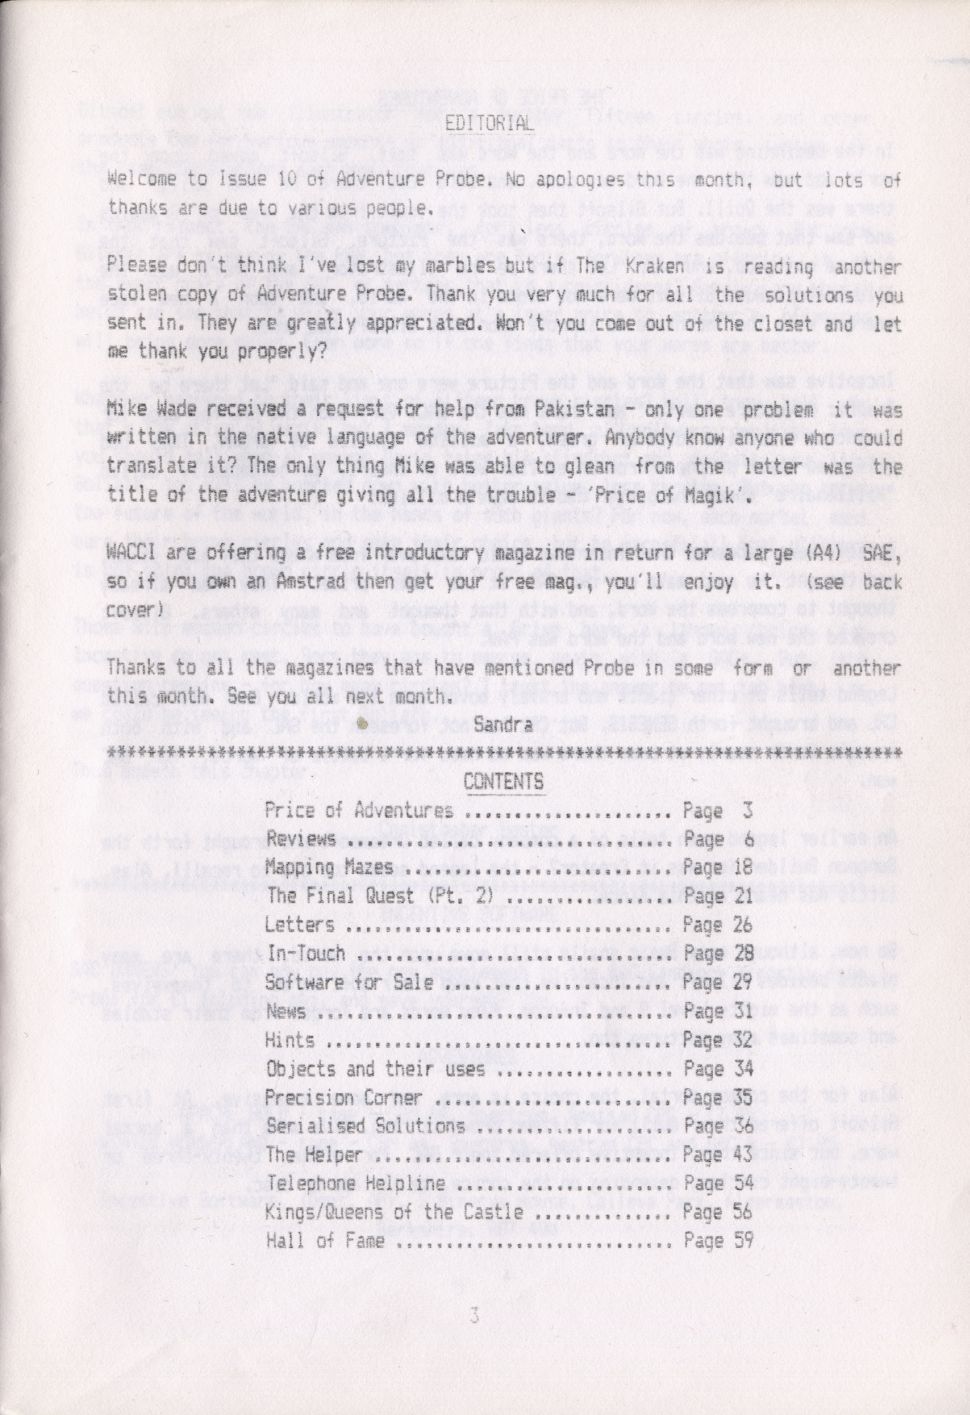 EDITORIAL
Welcome to Issue 10 of Adventure Probe. No apologies this month, but lots of
thanks are due to various people.
Please don't think I've lost my marbles but if The Kraken is reading another
stolen copy of Adventure Probe. Thank you very much for all the solutions you
sent in. They are greatly appreciated. Won't you come out of the closet and let
me thank you properly?
Mike Wade received a request for help from Pakistan - only one problem it was
written in the native language of the adventurer. Anybody know anyone who could
translate it? The only thing Mike was able to glean from the letter was the
title of the adventure giving all the trouble - 'Price of Magik'.
WACCI are offering a free introductory magazine in return for a large (A4) SAE,
so if you own an Amstrad then get your free mag., you'll enjoy it. (see back
cover)
Thanks to all the magazines that have mentioned Probe in some form or another
this month. See you all next month.
Sandra
********************************************************************************
CONTENTS
Price of Adventures ..................... Page 3
Reviews ................................. Page 6
Mapping Mazes ........................... Page 18
The Final Quest (Pt. 2) ................. Page 21
Letters ................................. Page 26
In-Touch ................................ Page 28
Software for Sale ....................... Page 29
News .................................... Page 31
Hints ................................... Page 32
Objects and their uses .................. Page 34
Precision Corner ........................ Page 35
Serialised Solutions .................... Page 36
The Helper .............................. Page 43
Telephone Helpline ...................... Page 54
Kings/Queens of the Castle .............. Page 56
Hall of Fame ............................ Page 59
3